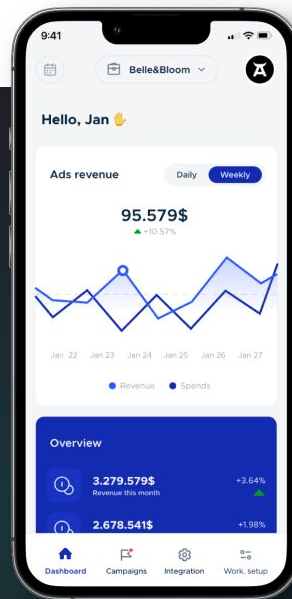 9:41
Belle&Bloom
Hello, Jan
Ads revenue
Daily Weekly
95.579$
+10.57%
Jan 22 Jan 23 Jan 24 Jan 25 Jan 26 Jan 27
Revenue Spends
Overview
3.279.579$ +3.64%
Revenue this month
2.678.541$ +1.98%
Dashboard Campaigns Integration Work. setup